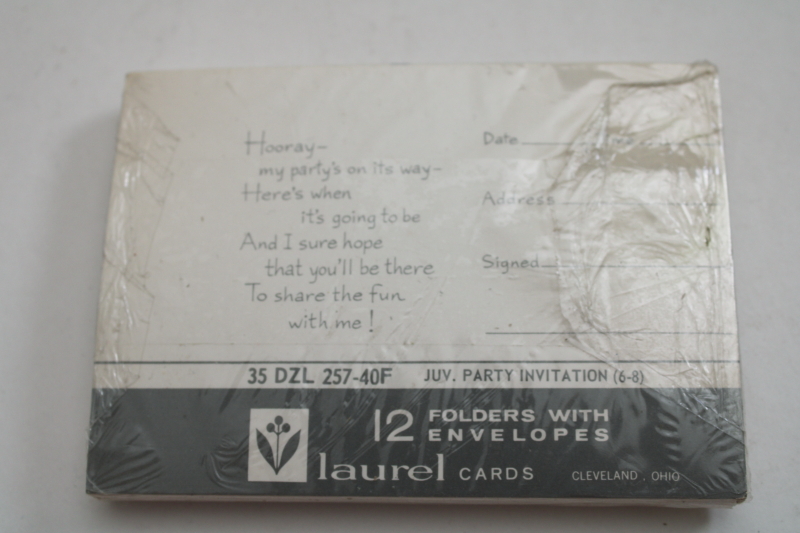 Hooray–
my party's on its way–
Here's when
it's going to be
And I sure hope
that you'll be there
To share the fun
with me!
Date
Address
Signed
35 DZL 257-40F JUV. PARTY INVITATION (6-8)
12 FOLDERS WITH
ENVELOPES
laurel CARDS CLEVELAND, OHIO